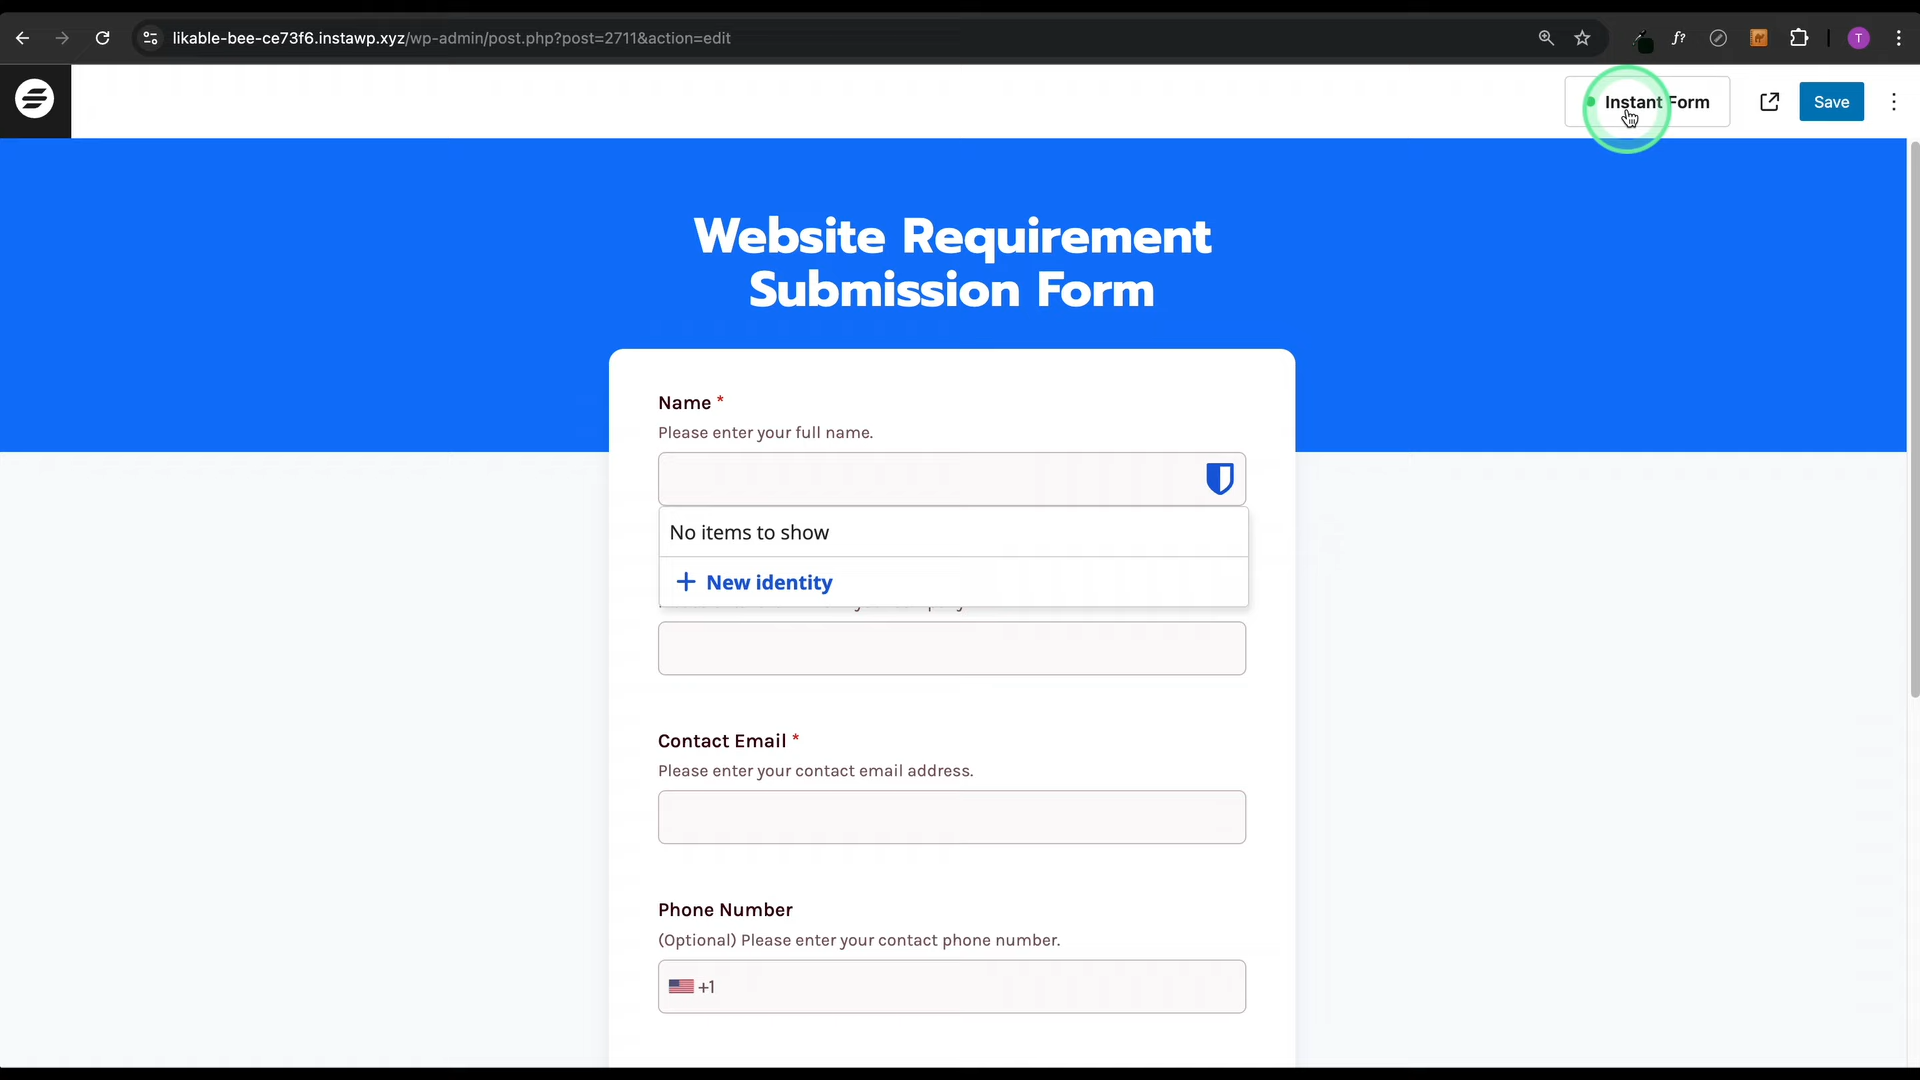 likable-bee-ce73f6.instawp.xyz/wp-admin/post.php?post=2711&action=edit
f?
T
Instant Form
Save
Website Requirement
Submission Form
Name *
Please enter your full name.
No items to show
+ New identity
Contact Email *
Please enter your contact email address.
Phone Number
(Optional) Please enter your contact phone number.
+1